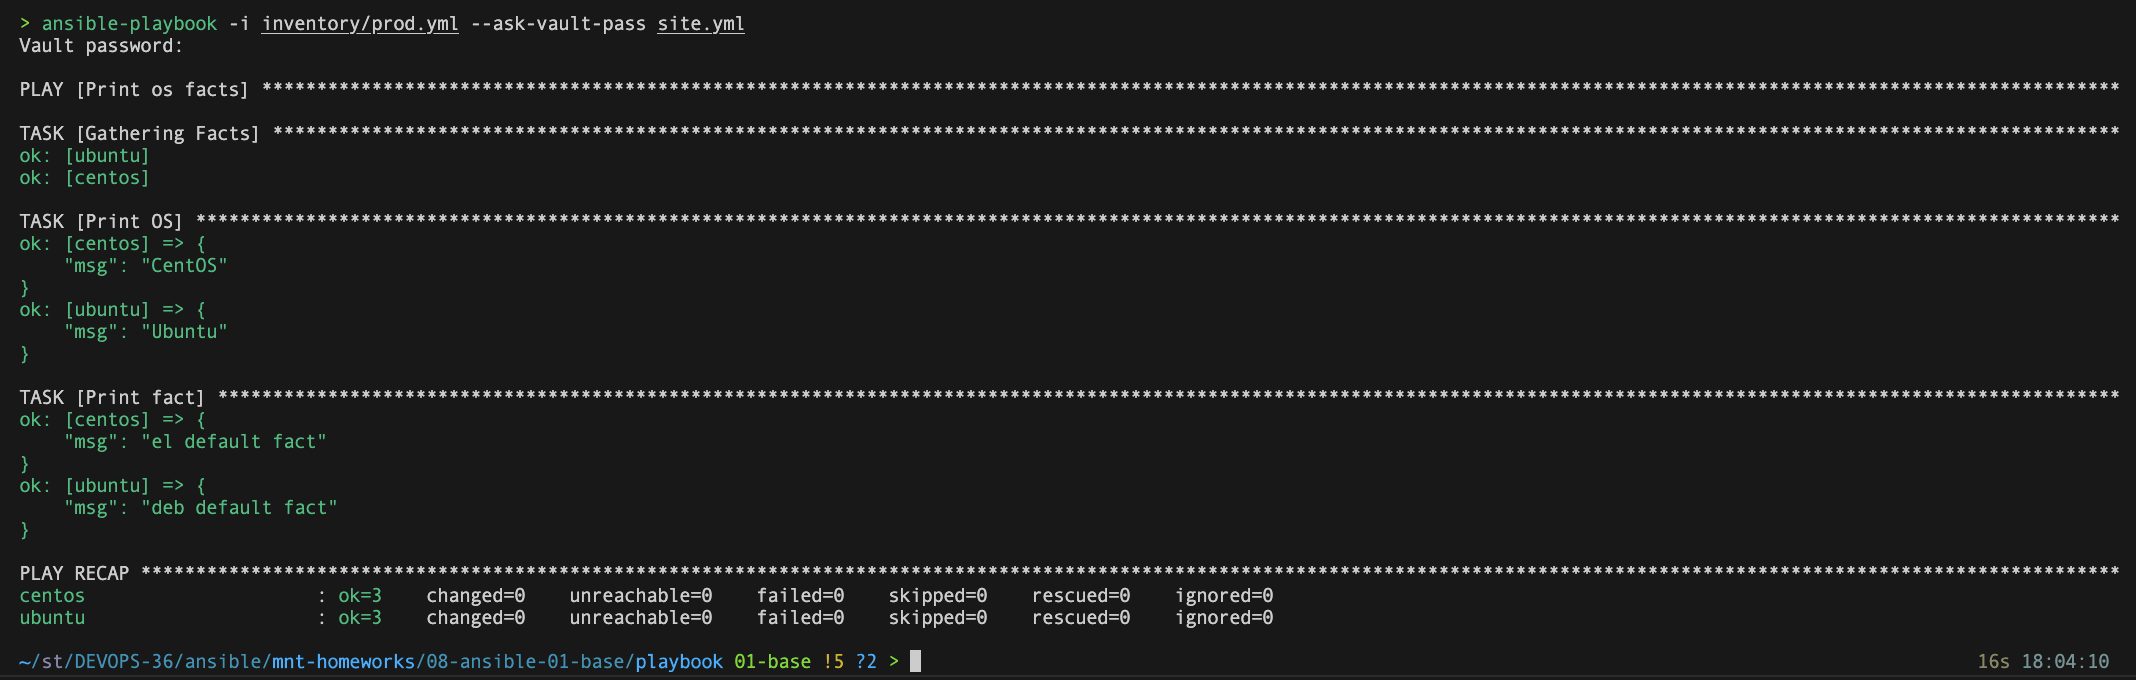 > ansible-playbook -i inventory/prod.yml --ask-vault-pass site.yml
Vault password:
PLAY [Print os facts] *************************************************************************************************************************************************************************
TASK [Gathering Facts] ************************************************************************************************************************************************************************
ok: [ubuntu]
ok: [centos]
TASK [Print OS] *******************************************************************************************************************************************************************************
ok: [centos] => {
    "msg": "CentOS"
}
ok: [ubuntu] => {
    "msg": "Ubuntu"
}
TASK [Print fact] *****************************************************************************************************************************************************************************
ok: [centos] => {
    "msg": "el default fact"
}
ok: [ubuntu] => {
    "msg": "deb default fact"
}
PLAY RECAP ************************************************************************************************************************************************************************************
centos                     : ok=3    changed=0    unreachable=0    failed=0    skipped=0    rescued=0    ignored=0
ubuntu                     : ok=3    changed=0    unreachable=0    failed=0    skipped=0    rescued=0    ignored=0
~/st/DEVOPS-36/ansible/mnt-homeworks/08-ansible-01-base/playbook 01-base !5 ?2 > 16s 18:04:10